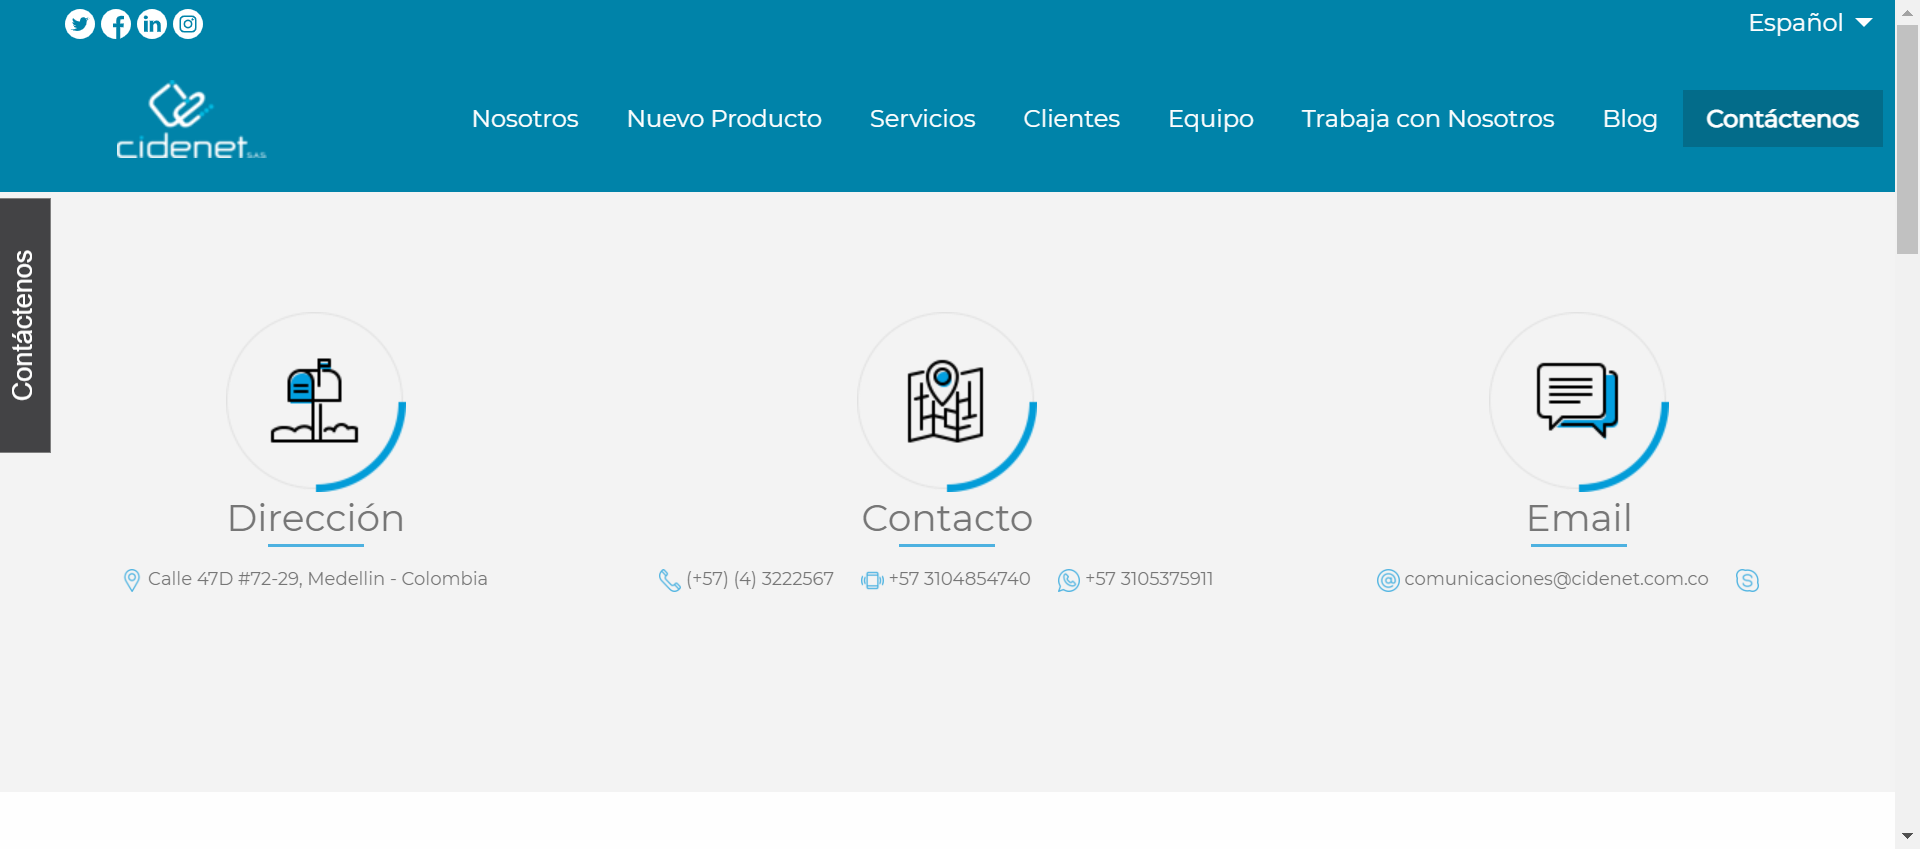 Español
cidenet S.A.S.
Nosotros
Nuevo Producto
Servicios
Clientes
Equipo
Trabaja con Nosotros
Blog
Contáctenos
Contáctenos
Dirección
Calle 47D #72-29, Medellin - Colombia
Contacto
(+57) (4) 3222567
+57 3104854740
+57 3105375911
Email
comunicaciones@cidenet.com.co